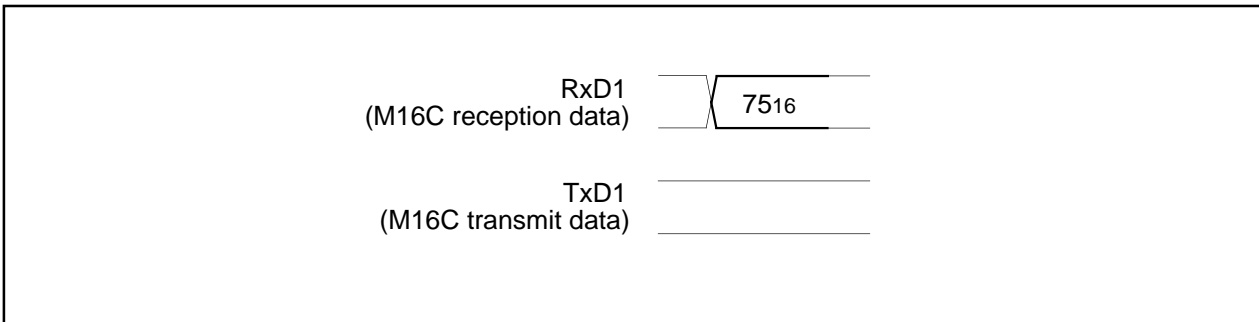 RxD1
(M16C reception data)
7516
TxD1
(M16C transmit data)